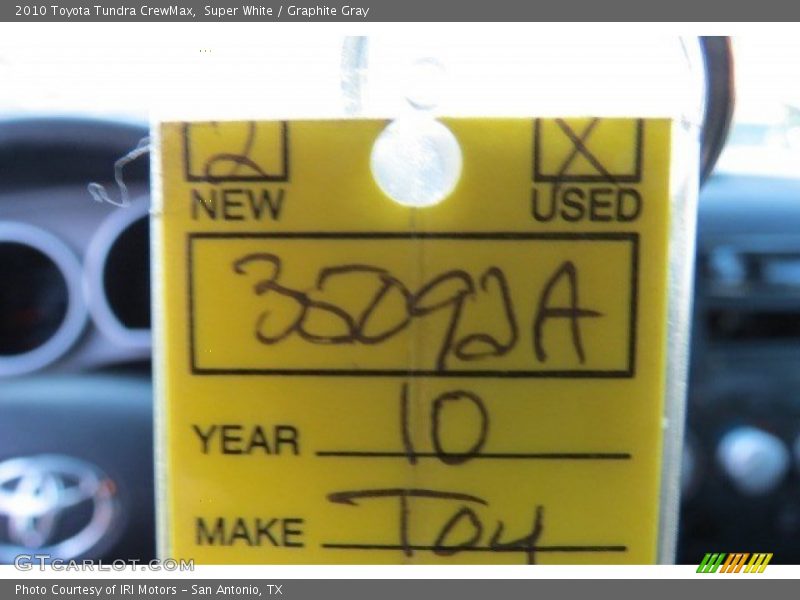 2010 Toyota Tundra CrewMax, Super White / Graphite Gray
2 X
NEW USED
35092A
YEAR 10
MAKE Toy
GTCARLOT.COM
Photo Courtesy of IRI Motors - San Antonio, TX